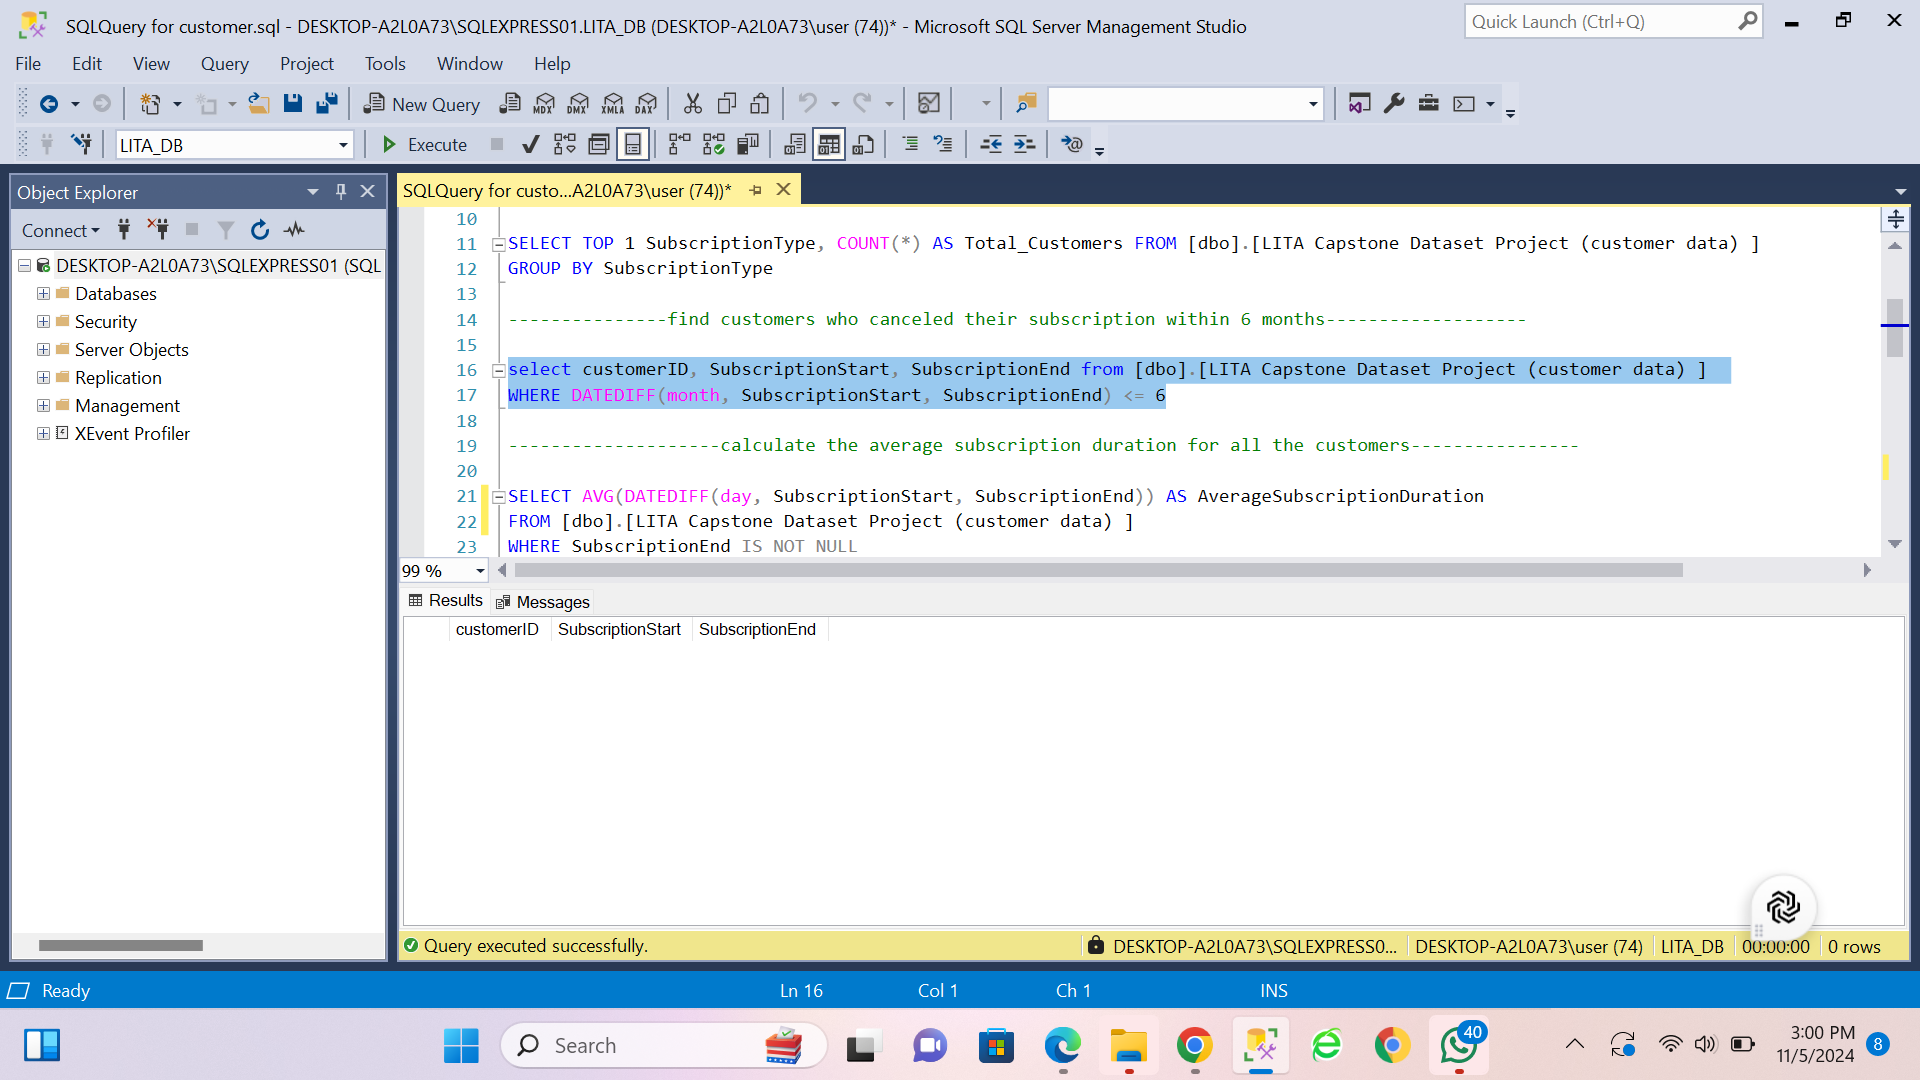 SQLQuery for customer.sql - DESKTOP-A2L0A73\SQLEXPRESS01.LITA_DB (DESKTOP-A2L0A73\user (74))* - Microsoft SQL Server Management Studio
Quick Launch (Ctrl+Q)
File Edit View Query Project Tools Window Help
New Query MDX DMX XMLA DAX
LITA_DB Execute
Object Explorer
Connect
DESKTOP-A2L0A73\SQLEXPRESS01 (SQL
Databases
Security
Server Objects
Replication
Management
XEvent Profiler
SQLQuery for custo...A2L0A73\user (74))*
10
11 SELECT TOP 1 SubscriptionType, COUNT(*) AS Total_Customers FROM [dbo].[LITA Capstone Dataset Project (customer data) ]
12 GROUP BY SubscriptionType
13
14 ---------------find customers who canceled their subscription within 6 months-------------------
15
16 select customerID, SubscriptionStart, SubscriptionEnd from [dbo].[LITA Capstone Dataset Project (customer data) ]
17 WHERE DATEDIFF(month, SubscriptionStart, SubscriptionEnd) <= 6
18
19 --------------------calculate the average subscription duration for all the customers----------------
20
21 SELECT AVG(DATEDIFF(day, SubscriptionStart, SubscriptionEnd)) AS AverageSubscriptionDuration
22 FROM [dbo].[LITA Capstone Dataset Project (customer data) ]
23 WHERE SubscriptionEnd IS NOT NULL
99 %
Results Messages
customerID SubscriptionStart SubscriptionEnd
Query executed successfully. DESKTOP-A2L0A73\SQLEXPRESS0... DESKTOP-A2L0A73\user (74) LITA_DB 00:00:00 0 rows
Ready Ln 16 Col 1 Ch 1 INS
Search 40 3:00 PM
11/5/2024 8